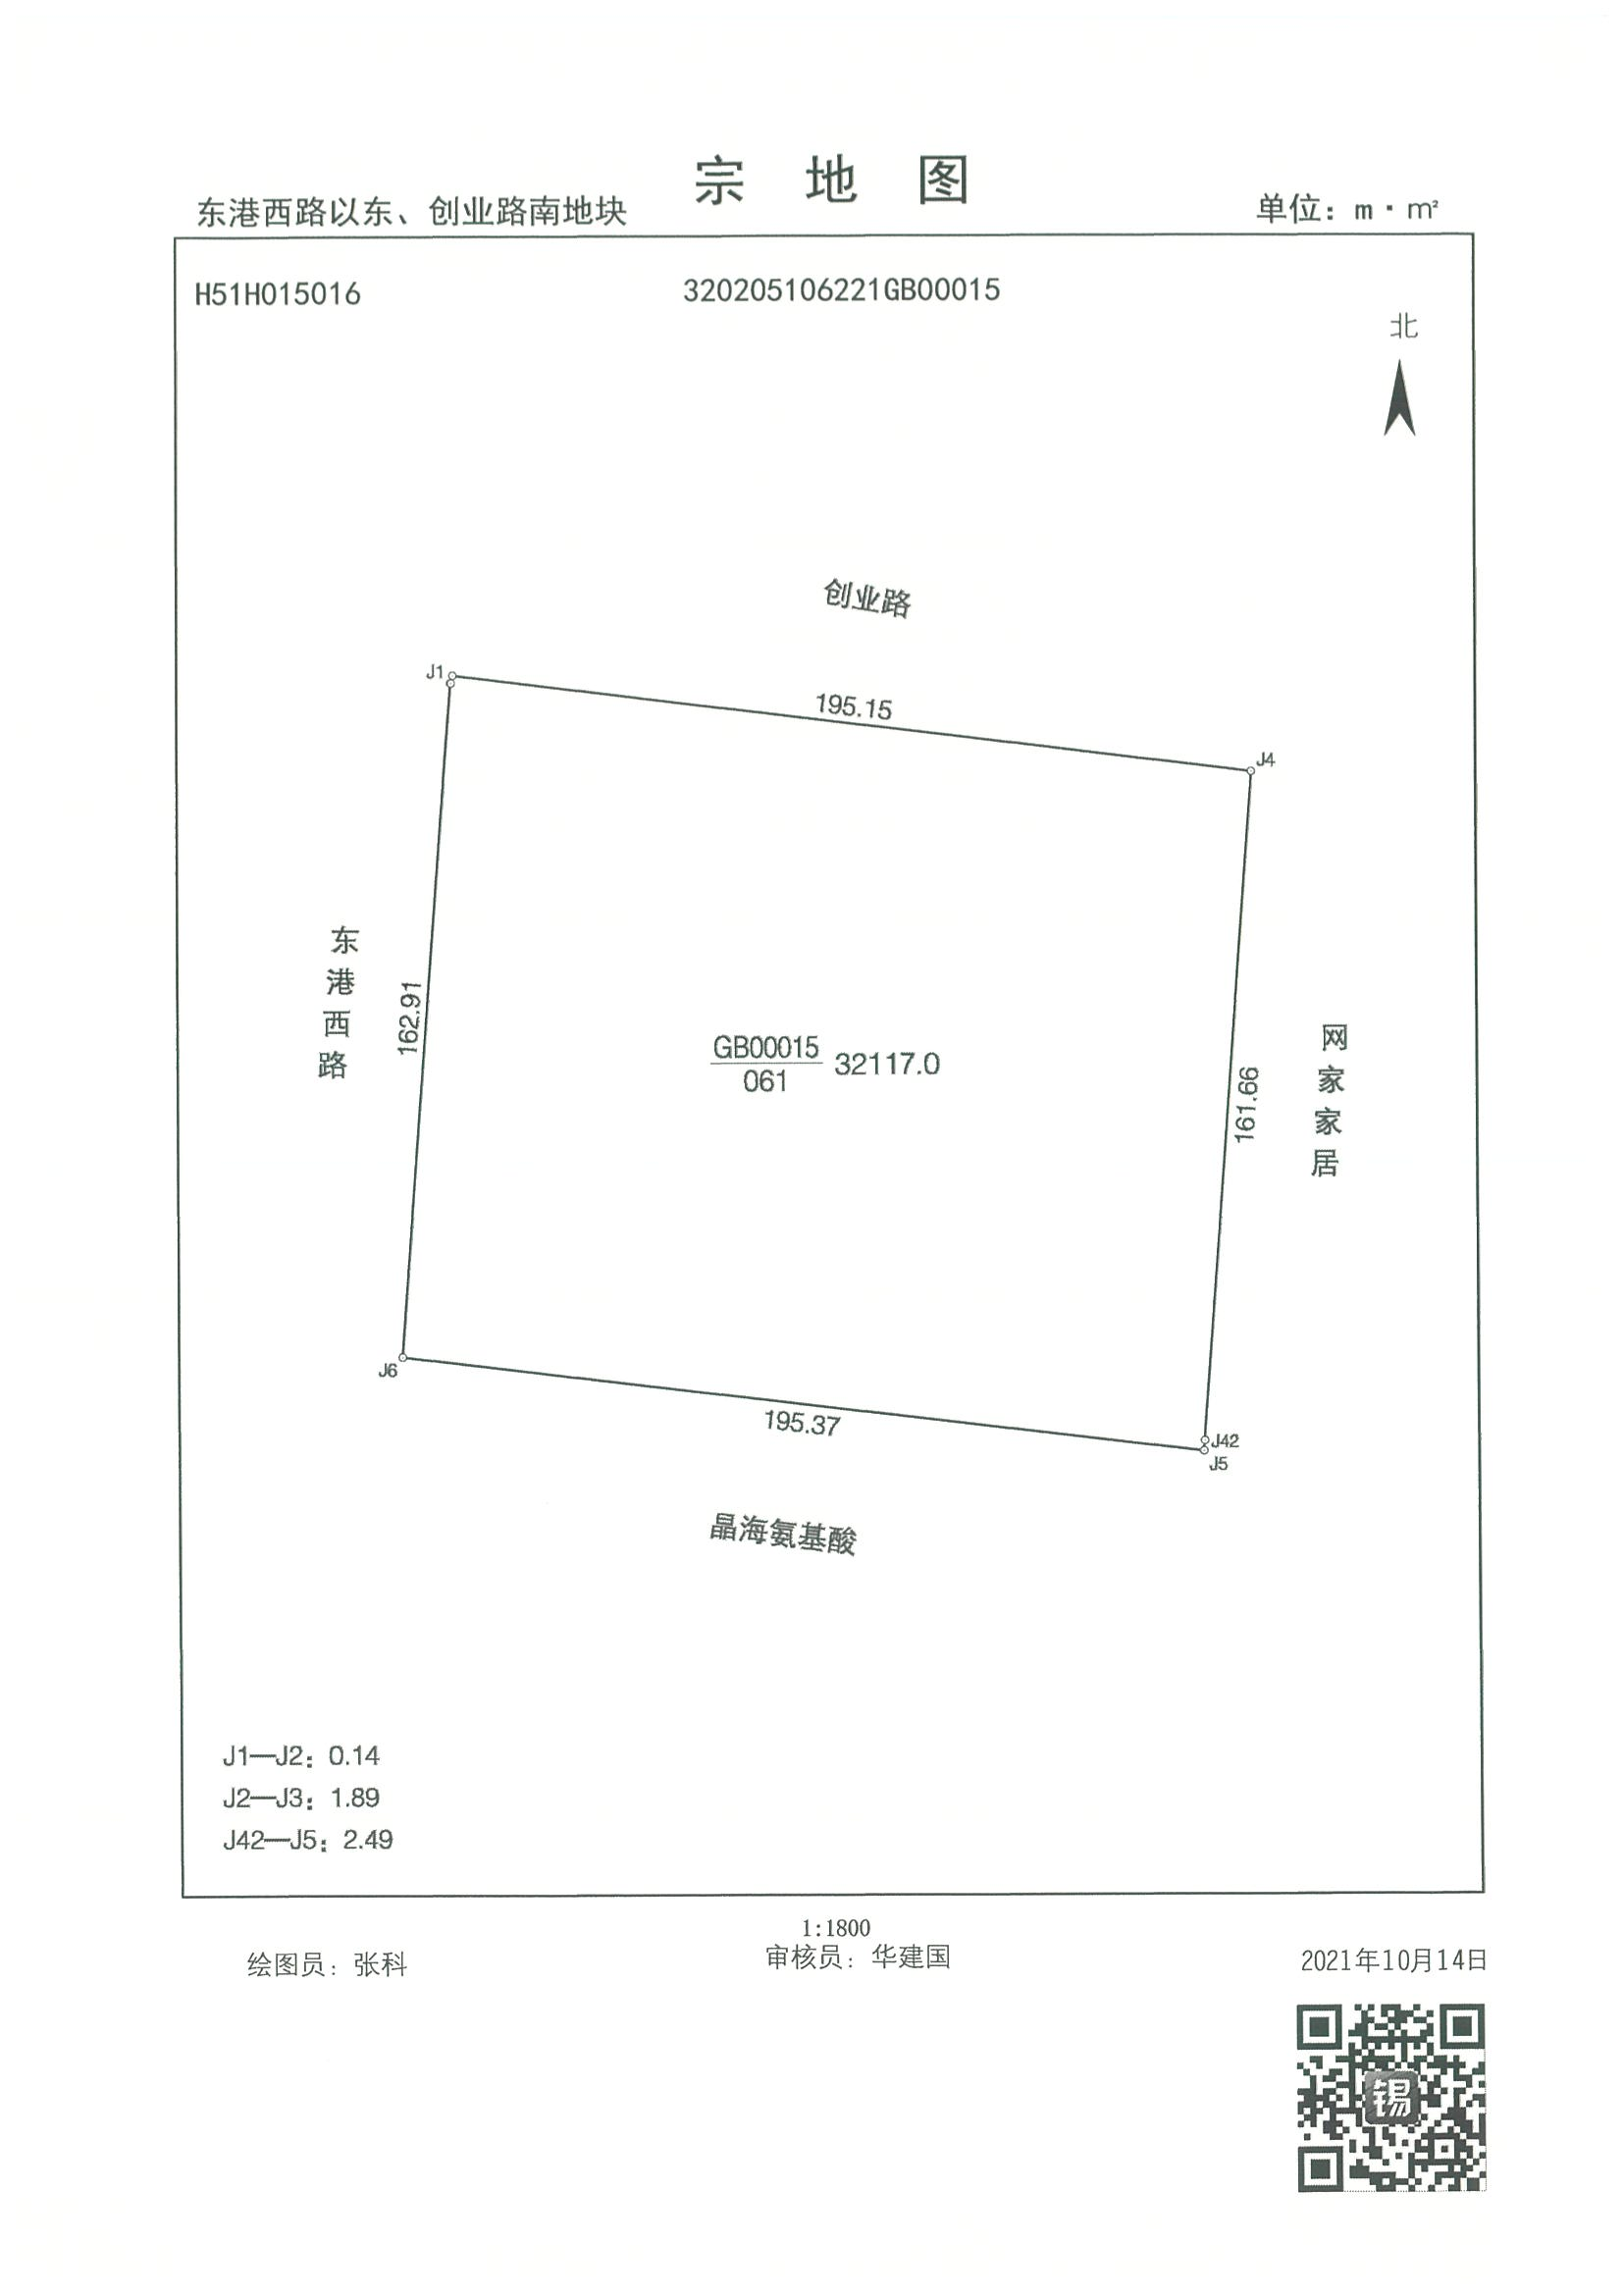 宗地图
东港西路以东、创业路南地块
单位：m·㎡
H51H015016
320205106221GB00015
北
创业路
J1
195.15
J4
东港西路
162.91
GB00015
061
32117.0
161.66
网家家居
J6
195.37
J42
J5
晶海氨基酸
J1—J2：0.14
J2—J3：1.89
J42—J5：2.49
1:1800
绘图员：张科
审核员：华建国
2021年10月14日
锡